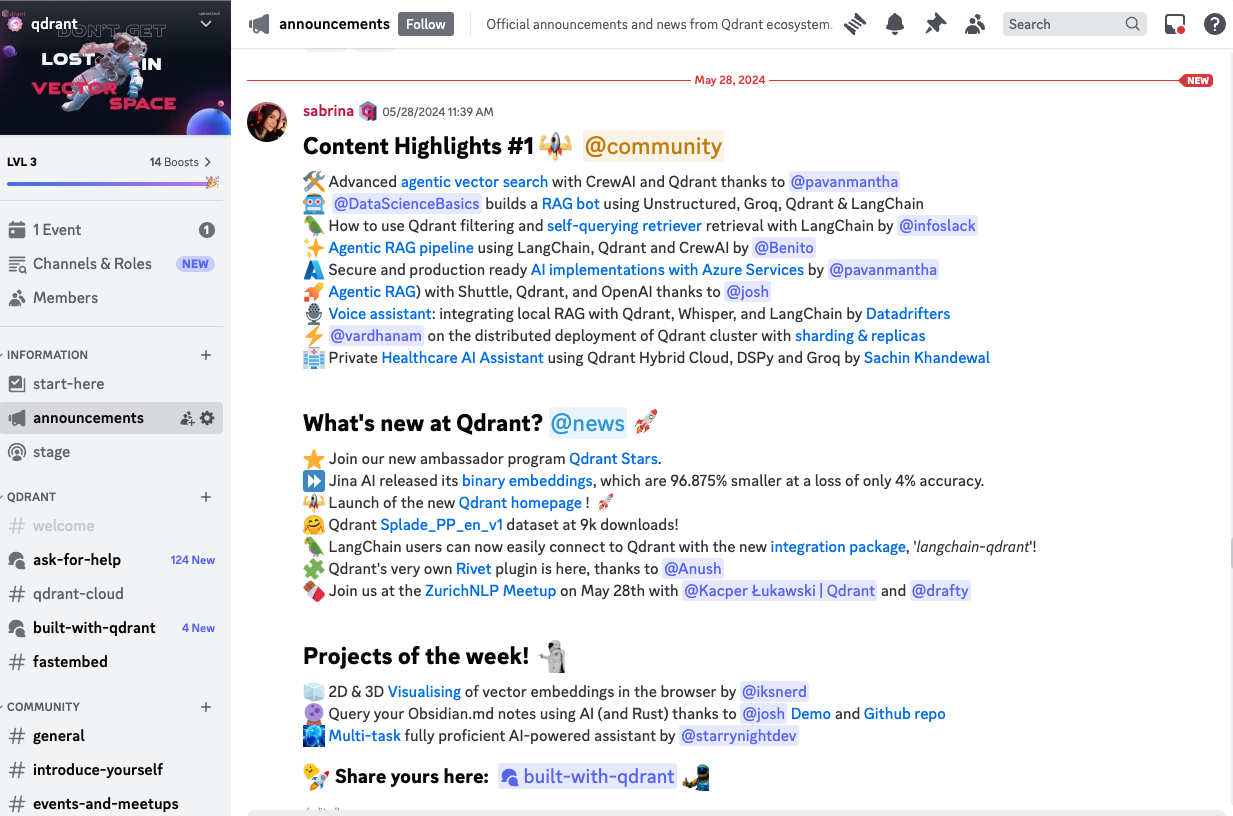 qdrant
DON'T GET
LOST IN
VECTOR
SPACE
LVL 3
14 Boosts
1 Event
1
Channels & Roles
NEW
Members
INFORMATION
start-here
announcements
stage
QDRANT
welcome
ask-for-help
124 New
qdrant-cloud
built-with-qdrant
4 New
fastembed
COMMUNITY
general
introduce-yourself
events-and-meetups
announcements
Follow
Official announcements and news from Qdrant ecosystem.
Search
May 28, 2024
NEW
sabrina 05/28/2024 11:39 AM
Content Highlights #1 @community
Advanced agentic vector search with CrewAI and Qdrant thanks to @pavanmantha
@DataScienceBasics builds a RAG bot using Unstructured, Groq, Qdrant & LangChain
How to use Qdrant filtering and self-querying retriever retrieval with LangChain by @infoslack
Agentic RAG pipeline using LangChain, Qdrant and CrewAI by @Benito
Secure and production ready AI implementations with Azure Services by @pavanmantha
Agentic RAG) with Shuttle, Qdrant, and OpenAI thanks to @josh
Voice assistant: integrating local RAG with Qdrant, Whisper, and LangChain by Datadrifters
@vardhanam on the distributed deployment of Qdrant cluster with sharding & replicas
Private Healthcare AI Assistant using Qdrant Hybrid Cloud, DSPy and Groq by Sachin Khandewal
What's new at Qdrant? @news
Join our new ambassador program Qdrant Stars.
Jina AI released its binary embeddings, which are 96.875% smaller at a loss of only 4% accuracy.
Launch of the new Qdrant homepage !
Qdrant Splade_PP_en_v1 dataset at 9k downloads!
LangChain users can now easily connect to Qdrant with the new integration package, 'langchain-qdrant'!
Qdrant's very own Rivet plugin is here, thanks to @Anush
Join us at the ZurichNLP Meetup on May 28th with @Kacper Łukawski | Qdrant and @drafty
Projects of the week!
2D & 3D Visualising of vector embeddings in the browser by @iksnerd
Query your Obsidian.md notes using AI (and Rust) thanks to @josh Demo and Github repo
Multi-task fully proficient AI-powered assistant by @starrynightdev
Share yours here: built-with-qdrant